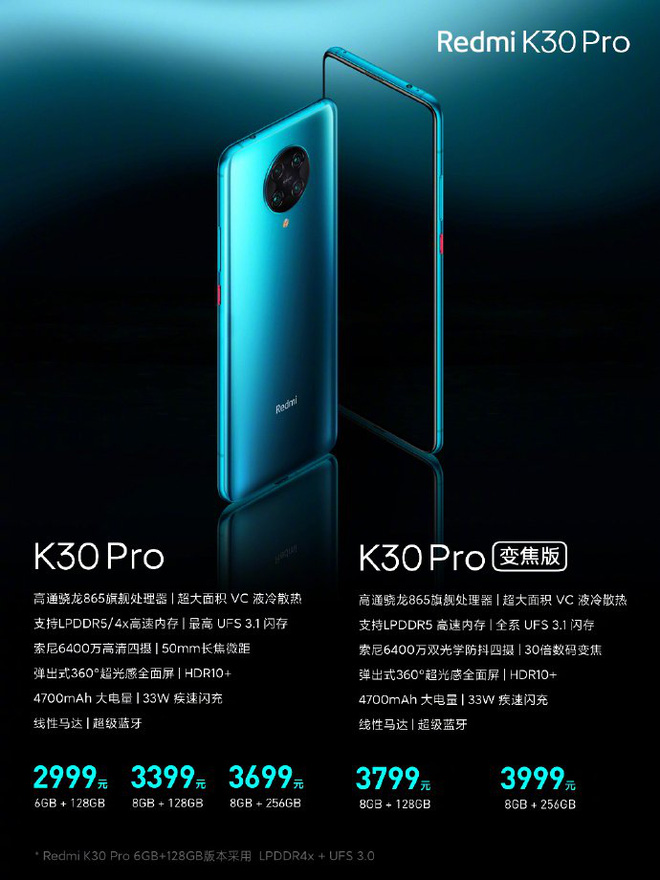 Redmi K30 Pro
Redmi
K30 Pro
高通骁龙865旗舰处理器 | 超大面积 VC 液冷散热
支持LPDDR5/4x高速内存 | 最高 UFS 3.1 闪存
索尼6400万高清四摄 | 50mm长焦微距
弹出式360°超光感全面屏 | HDR10+
4700mAh 大电量 | 33W 疾速闪充
线性马达 | 超级蓝牙
2999元 3399元 3699元
6GB + 128GB 8GB + 128GB 8GB + 256GB
K30 Pro 变焦版
高通骁龙865旗舰处理器 | 超大面积 VC 液冷散热
支持LPDDR5 高速内存 | 全系 UFS 3.1 闪存
索尼6400万双光学防抖四摄 | 30倍数码变焦
弹出式360°超光感全面屏 | HDR10+
4700mAh 大电量 | 33W 疾速闪充
线性马达 | 超级蓝牙
3799元 3999元
8GB + 128GB 8GB + 256GB
* Redmi K30 Pro 6GB+128GB版本采用 LPDDR4x + UFS 3.0